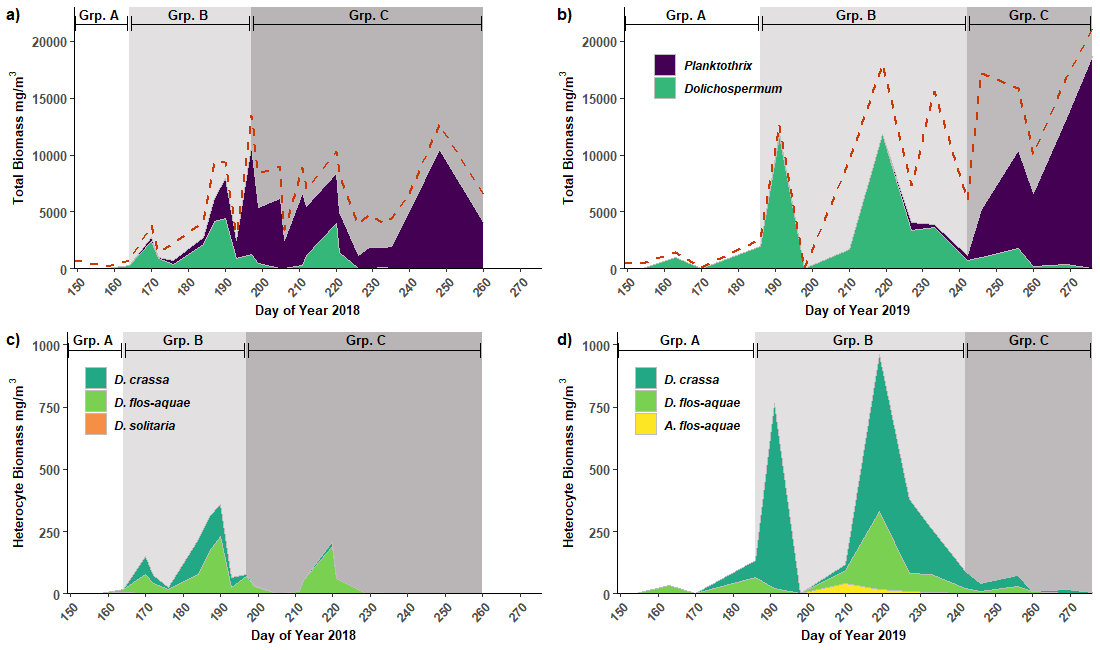 a)
Grp. A
Grp. B
Grp. C
20000
15000
10000
5000
0
Total Biomass mg/m³
150
160
170
180
190
200
210
220
230
240
250
260
270
Day of Year 2018
b)
Grp. A
Grp. B
Grp. C
Planktothrix
Dolichospermum
20000
15000
10000
5000
0
Total Biomass mg/m³
150
160
170
180
190
200
210
220
230
240
250
260
270
Day of Year 2019
c)
Grp. A
Grp. B
Grp. C
D. crassa
D. flos-aquae
D. solitaria
1000
750
500
250
0
Heterocyte Biomass mg/m³
150
160
170
180
190
200
210
220
230
240
250
260
270
Day of Year 2018
d)
Grp. A
Grp. B
Grp. C
D. crassa
D. flos-aquae
A. flos-aquae
1000
750
500
250
0
Heterocyte Biomass mg/m³
150
160
170
180
190
200
210
220
230
240
250
260
270
Day of Year 2019